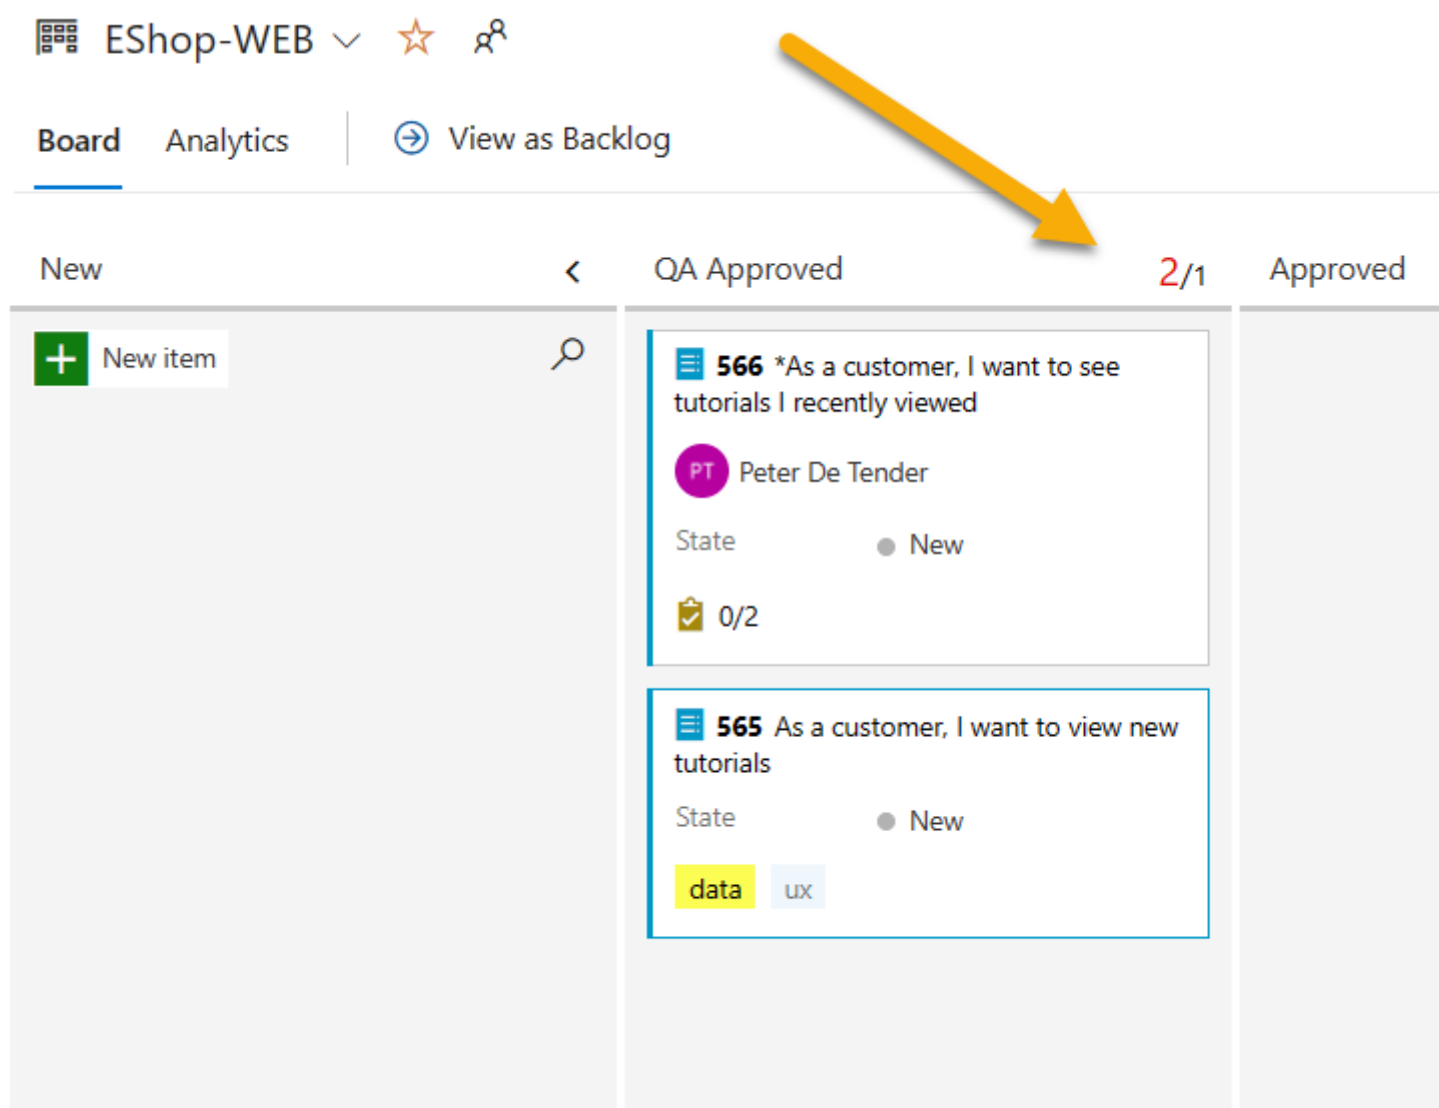 EShop-WEB
Board Analytics View as Backlog
New
QA Approved 2/1
Approved
New item
566 *As a customer, I want to see
tutorials I recently viewed
PT Peter De Tender
State New
0/2
565 As a customer, I want to view new
tutorials
State New
data ux